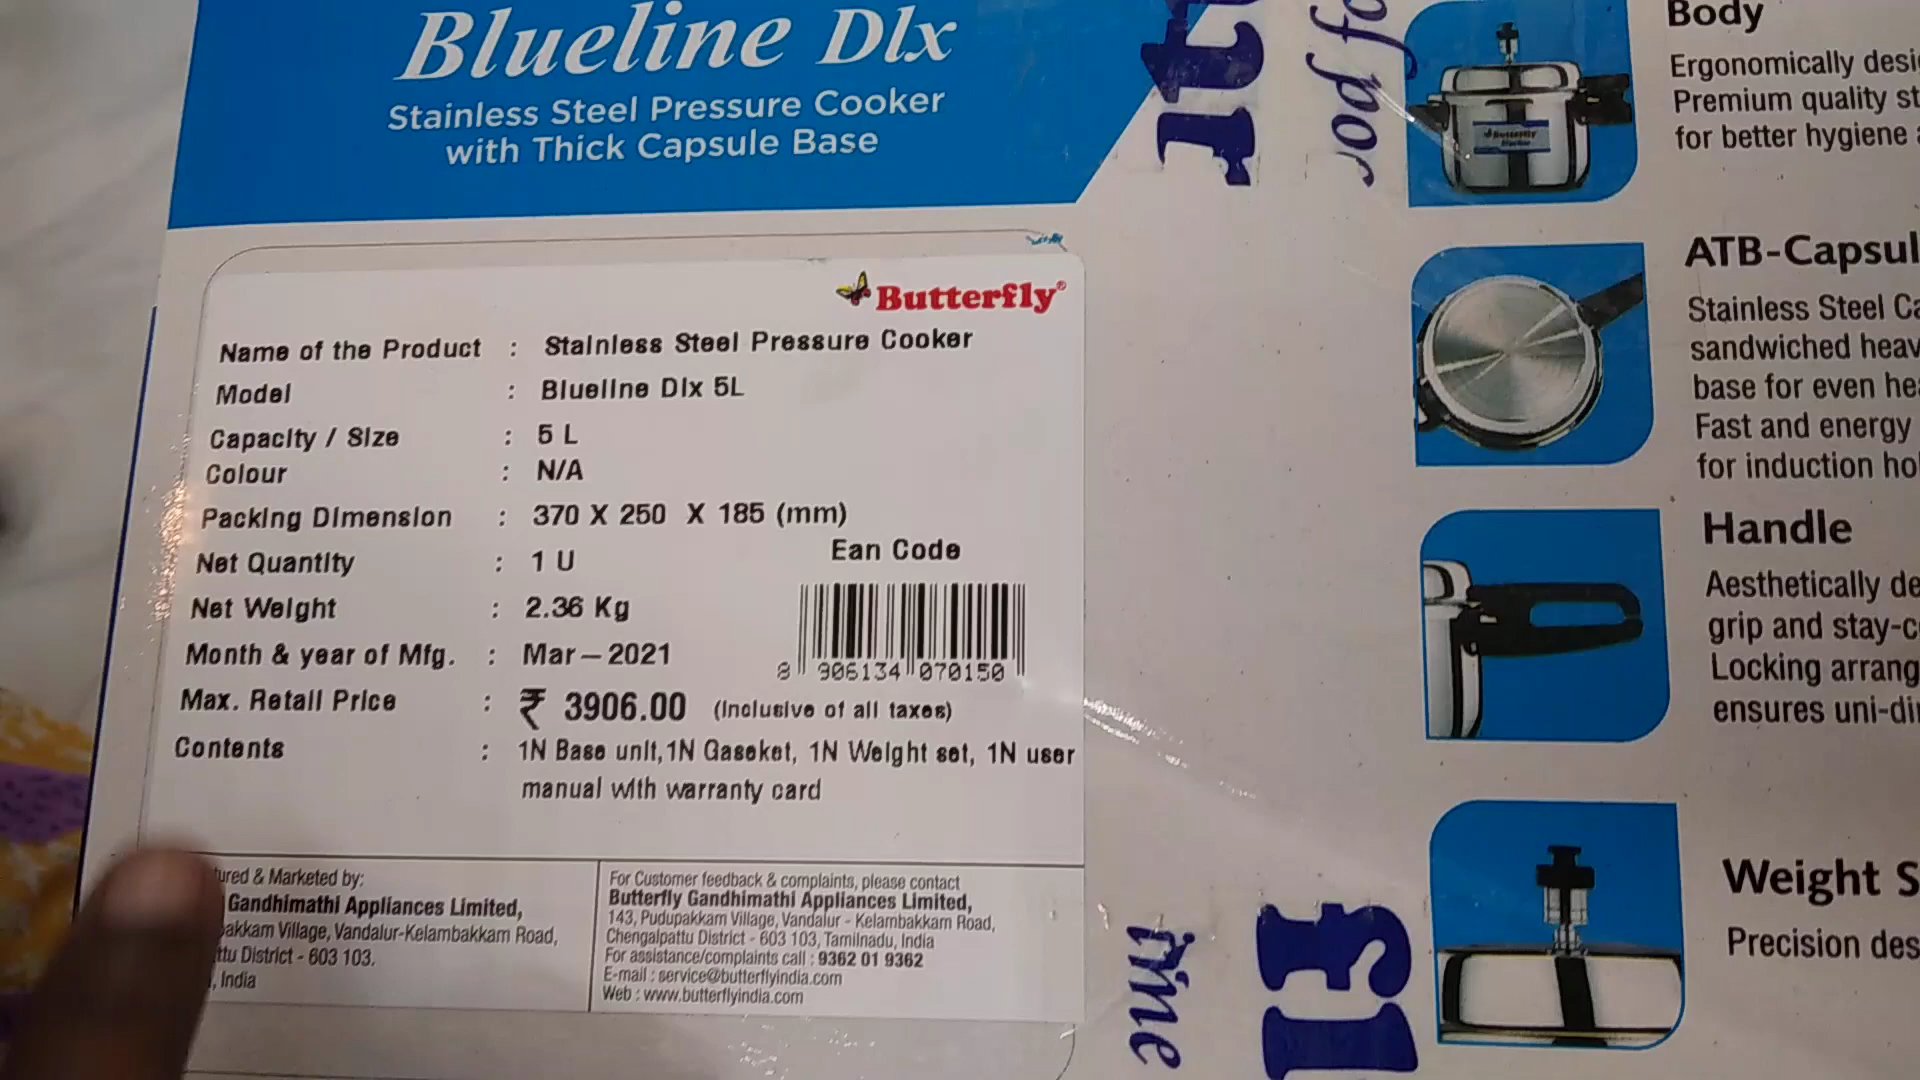 Blueline Dlx
Stainless Steel Pressure Cooker
with Thick Capsule Base
Butterfly®
Name of the Product : Stainless Steel Pressure Cooker
Model : Blueline Dlx 5L
Capacity / Size : 5 L
Colour : N/A
Packing Dimension : 370 X 250 X 185 (mm)
Net Quantity : 1 U
Net Weight : 2.36 Kg
Month & year of Mfg. : Mar-2021
Max. Retail Price : ₹ 3906.00 (Inclusive of all taxes)
Contents : 1N Base unit, 1N Gaseket, 1N Weight set, 1N user
manual with warranty card
Ean Code
8 906134 070150
& Marketed by:
Gandhimathi Appliances Limited,
Village, Vandalur-Kelambakkam Road,
District - 603 103.
, India
For Customer feedback & complaints, please contact
Butterfly Gandhimathi Appliances Limited,
143, Pudupakkam Village, Vandalur - Kelambakkam Road,
Chengalpattu District - 603 103, Tamilnadu, India
For assistance/complaints call : 9362 01 9362
E-mail : service@butterflyindia.com
Web : www.butterflyindia.com
Body
Ergonomically
Premium quality
for better hygiene
ATB-Capsul
Stainless Steel
sandwiched
base for even
Fast and energy
for induction
Handle
Aesthetically
grip and
Locking
ensures
Weight
Precision
Butterfly
line
fl